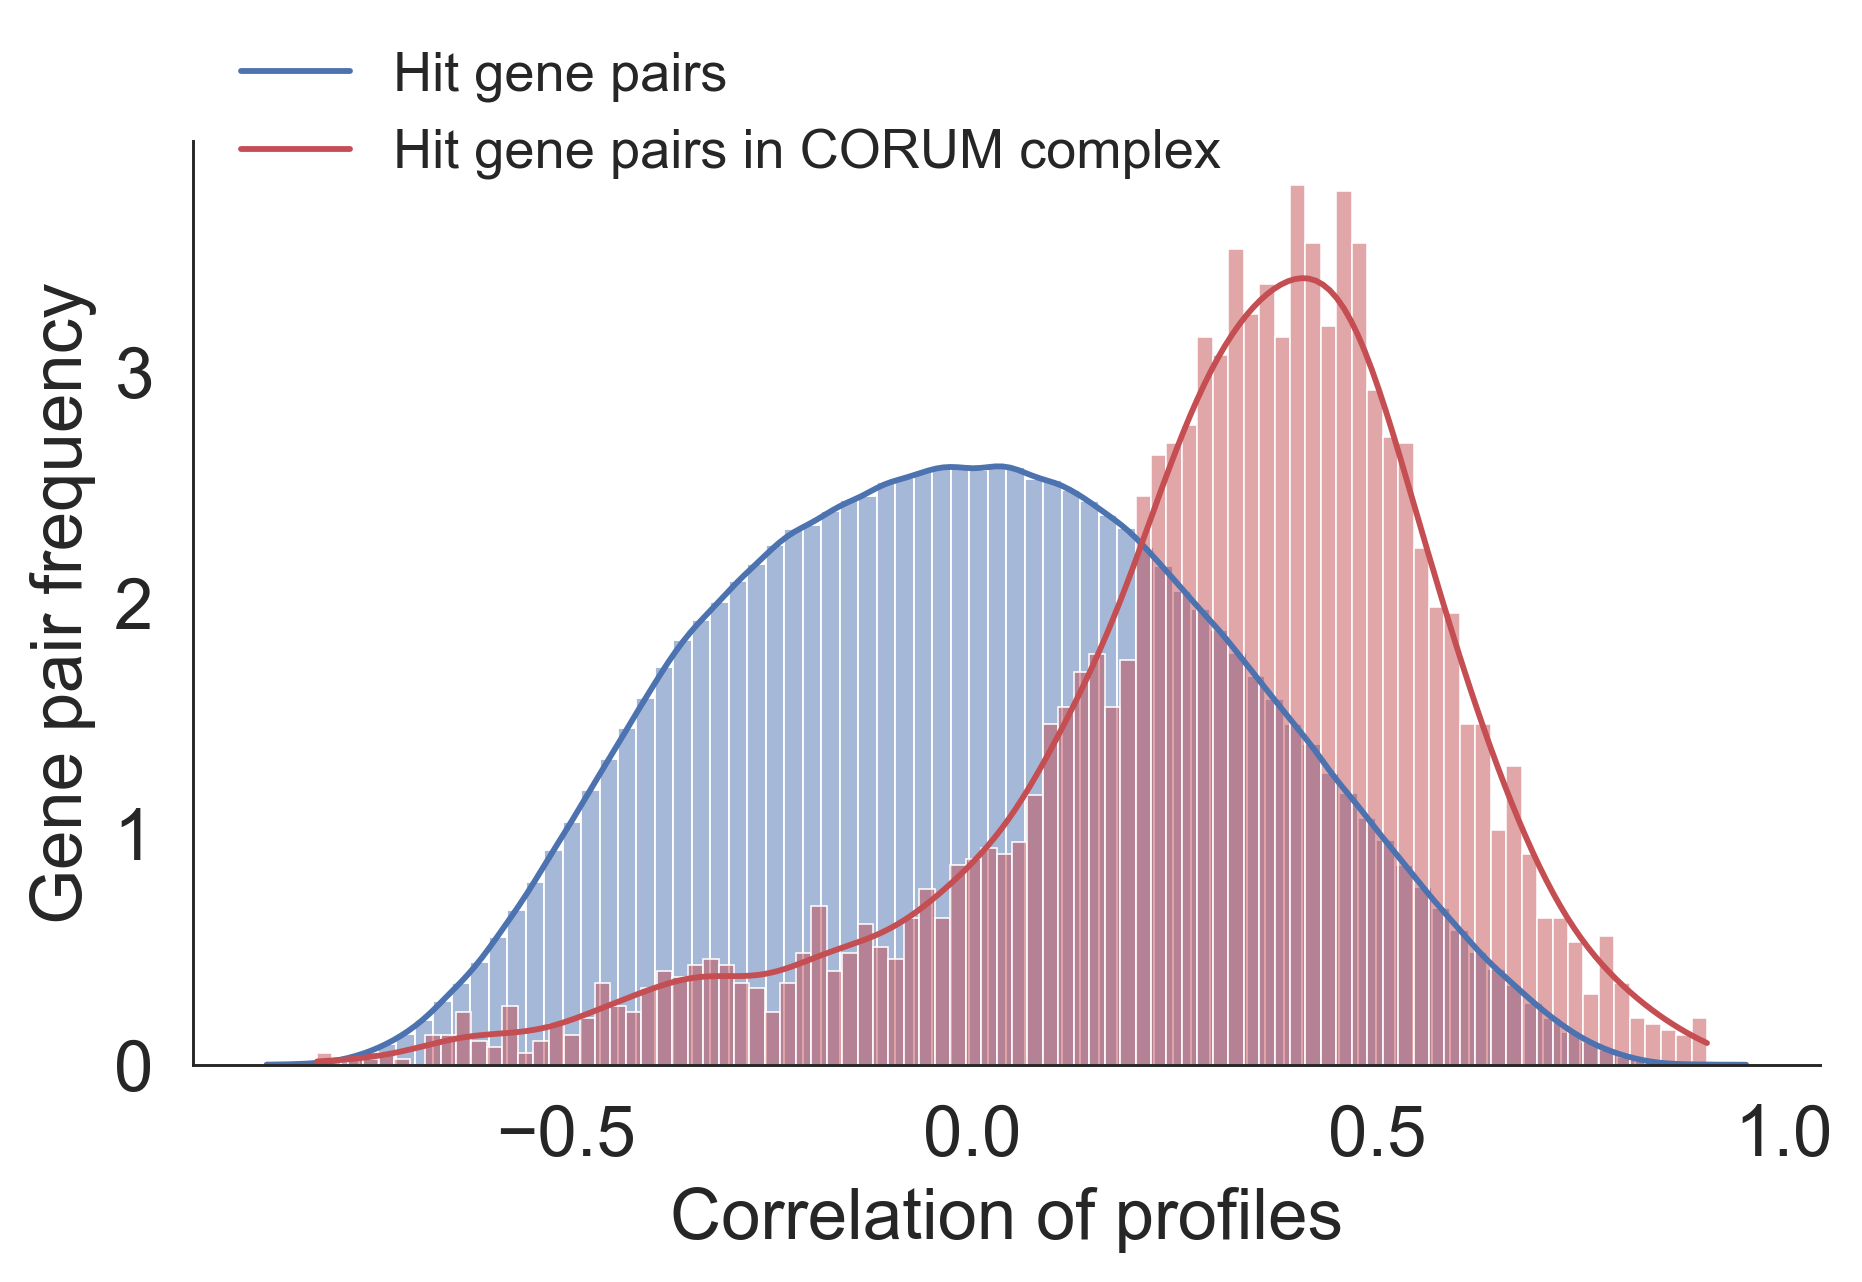 Hit gene pairs
Hit gene pairs in CORUM complex
Gene pair frequency
3
2
1
0
−0.5 0.0 0.5 1.0
Correlation of profiles